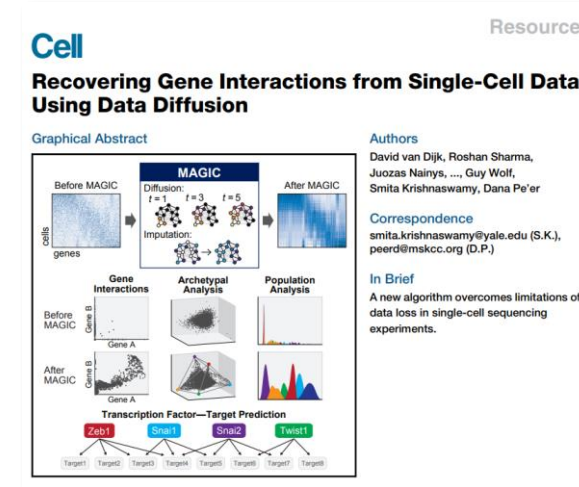 Resource
Cell
Recovering Gene Interactions from Single-Cell Data
Using Data Diffusion
Graphical Abstract
MAGIC
Before MAGIC
Diffusion:
t = 1
t = 3
t = 5
After MAGIC
Imputation:
cells
genes
Gene
Interactions
Archetypal
Analysis
Population
Analysis
Before
MAGIC
Gene B
Gene A
After
MAGIC
Gene B
Gene A
Transcription Factor—Target Prediction
Zeb1
Snai1
Snai2
Twist1
Target1
Target2
Target3
Target4
Target5
Target6
Target7
Target8
Authors
David van Dijk, Roshan Sharma,
Juozas Nainys, ..., Guy Wolf,
Smita Krishnaswamy, Dana Pe'er
Correspondence
smita.krishnaswamy@yale.edu (S.K.),
peerd@mskcc.org (D.P.)
In Brief
A new algorithm overcomes limitations of
data loss in single-cell sequencing
experiments.